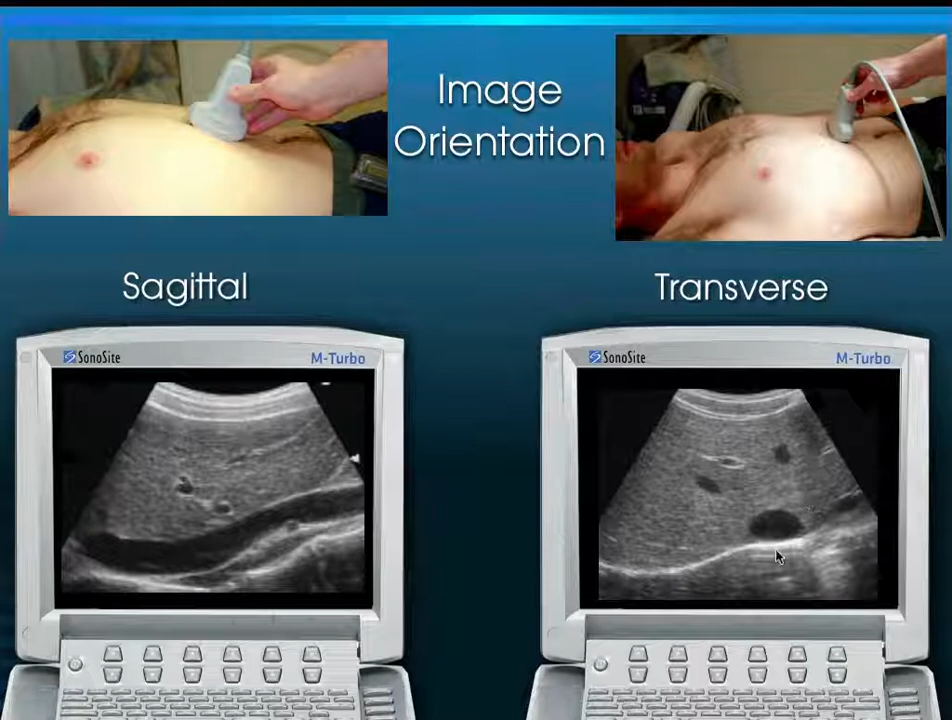 Image
Orientation
Sagittal
Transverse
SonoSite
M-Turbo
SonoSite
M-Turbo